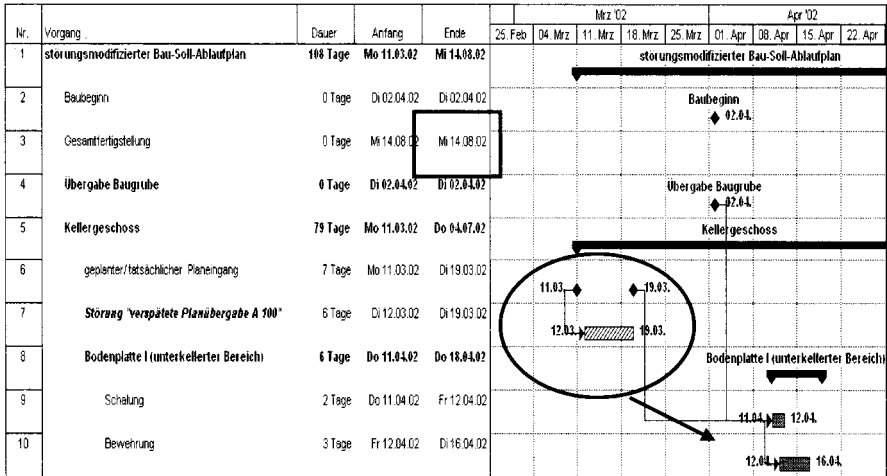 Mrz '02 Apr '02
Nr. Vorgang . Dauer Anfang Ende 25. Feb 04. Mrz 11. Mrz 18. Mrz 25. Mrz 01. Apr 08. Apr 15. Apr 22. Apr
1 störungsmodifizierter Bau-Soll-Ablaufplan 108 Tage Mo 11.03.02 Mi 14.08.02 störungsmodifizierter Bau-Soll-Ablaufplan
2 Baubeginn 0 Tage Di 02.04.02 Di 02.04.02 Baubeginn
02.04.
3 Gesamtfertigstellung 0 Tage Mi 14.08.02 Mi 14.08.02
4 Übergabe Baugrube 0 Tage Di 02.04.02 Di 02.04.02 Übergabe Baugrube
02.04.
5 Kellergeschoss 79 Tage Mo 11.03.02 Do 04.07.02 Kellergeschoss
6 geplanter/tatsächlicher Planeingang 7 Tage Mo 11.03.02 Di 19.03.02
11.03. 19.03.
7 Störung "verspätete Planübergabe A 100" 6 Tage Di 12.03.02 Di 19.03.02
12.03. 19.03.
8 Bodenplatte I (unterkellerter Bereich) 6 Tage Do 11.04.02 Do 18.04.02 Bodenplatte I (unterkellerter Bereich)
9 Schalung 2 Tage Do 11.04.02 Fr 12.04.02
11.04. 12.04.
10 Bewehrung 3 Tage Fr 12.04.02 Di 16.04.02
12.04. 16.04.